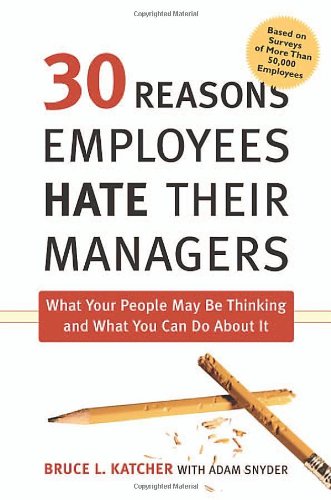 Based on
Surveys
of More Than
50,000
Employees
30 REASONS
EMPLOYEES
HATE THEIR
MANAGERS
What Your People May Be Thinking
and What You Can Do About It
BRUCE L. KATCHER WITH ADAM SNYDER